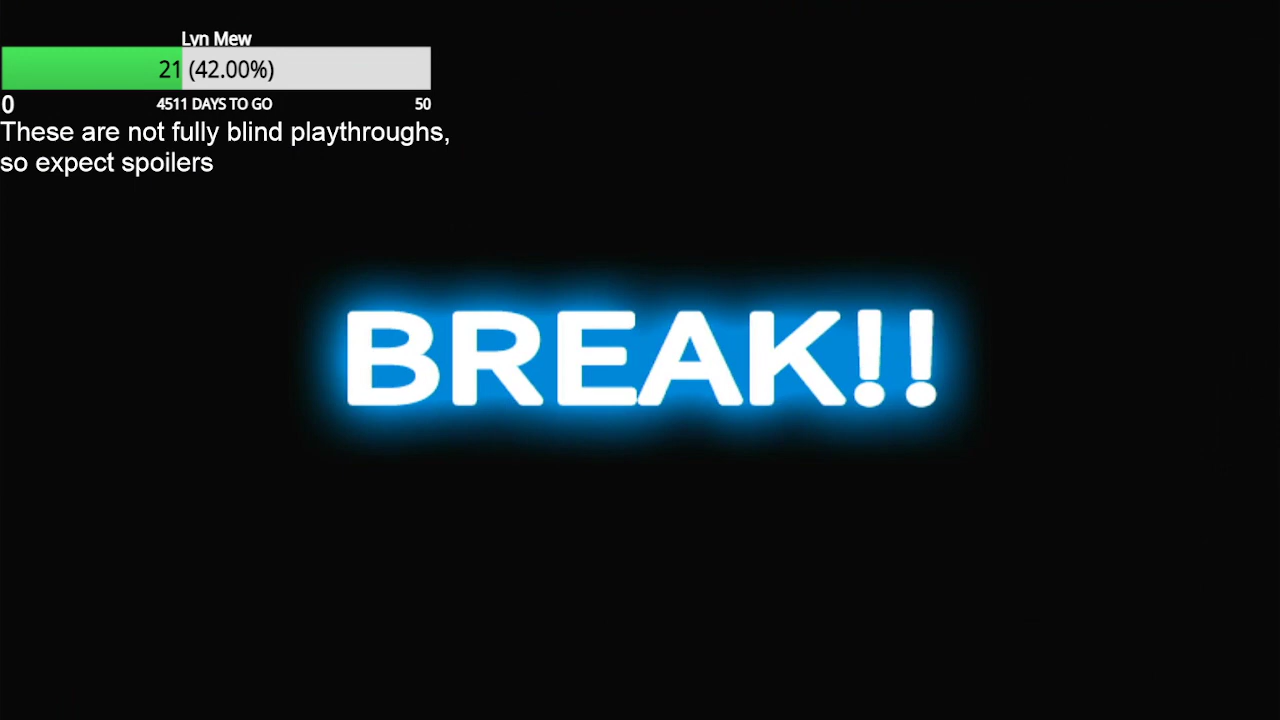 Lyn Mew
21 (42.00%)
0 4511 DAYS TO GO 50
These are not fully blind playthroughs,
so expect spoilers
BREAK!!